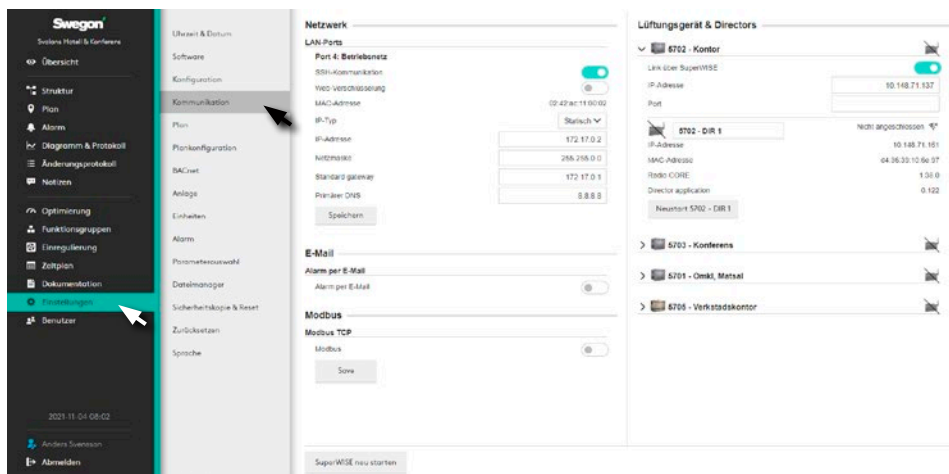 Swegon
Svalans Hotell & Konferens
Übersicht
Struktur
Plan
Alarm
Diagramm & Protokoll
Änderungsprotokoll
Notizen
Optimierung
Funktionsgruppen
Einregulierung
Zeitplan
Dokumentation
Einstellungen
Benutzer
2021-11-04 08:02
Anders Svensson
Abmelden
Uhrzeit & Datum
Software
Konfiguration
Kommunikation
Plan
Plankonfiguration
BACnet
Anlage
Einheiten
Alarm
Parameterauswahl
Dateimanager
Sicherheitskopie & Reset
Zurücksetzen
Sprache
Netzwerk
LAN-Ports
Port 4: Betriebsnetz
SSH-Kommunikation
Web-Verschlüsselung
MAC-Adresse 02:42:ac:11:00:02
IP-Typ Statisch
IP-Adresse 172.17.0.2
Netzmaske 255.255.0.0
Standard gateway 172.17.0.1
Primärer DNS 8.8.8.8
Speichern
E-Mail
Alarm per E-Mail
Alarm per E-Mail
Modbus
Modbus TCP
Modbus
Save
SuperWISE neu starten
Lüftungsgerät & Directors
5702 - Kontor
Link über SuperWISE
IP-Adresse 10.148.71.137
Port
5702 - DIR 1 Nicht angeschlossen
IP-Adresse 10.148.71.161
MAC-Adresse
Radio CORE 1.38.0
Director application 0.122
Neustart 5702 - DIR 1
5703 - Konferens
5701 - Omkl, Matsal
5705 - Verkstadskontor